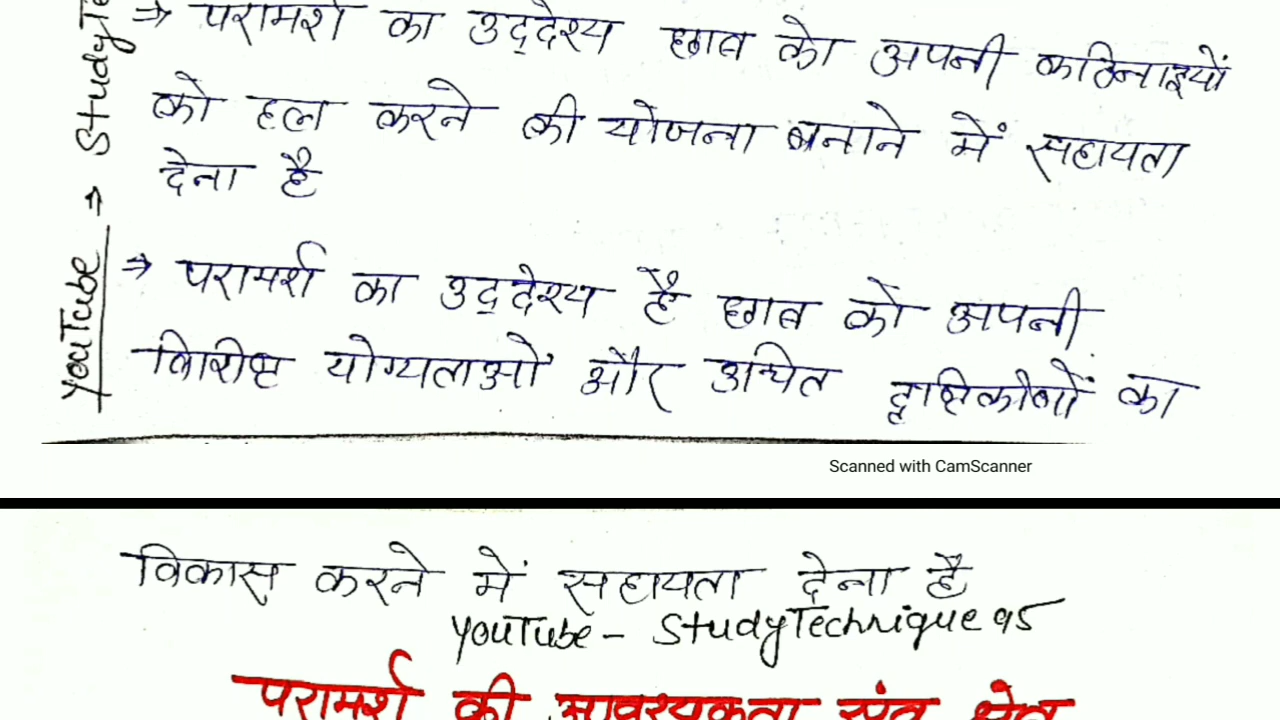 ⇒ परामर्श का उद्देश्य छात्र को अपनी कठिनाइयों
को हल करने की योजना बनाने में सहायता
देना है
⇒ परामर्श का उद्देश्य है छात्र को अपनी
विशिष्ट योग्यताओं और उचित दृष्टिकोणों का
YouTube → StudyTe
Scanned with CamScanner
विकास करने में सहायता देना है
YouTube - StudyTechnique95
परामर्श की आवश्यकता एंव क्षेत्र